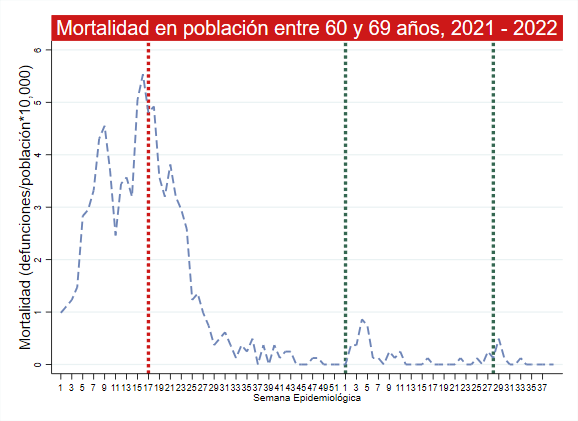 Mortalidad en población entre 60 y 69 años, 2021 - 2022
Mortalidad (defunciones/población*10,000)
6
5
4
3
2
1
0
1 3 5 7 9 11 13 15 17 19 21 23 25 27 29 31 33 35 37 39 41 43 45 47 49 51 1 3 5 7 9 11 13 15 17 19 21 23 25 27 29 31 33 35 37
Semana Epidemiológica